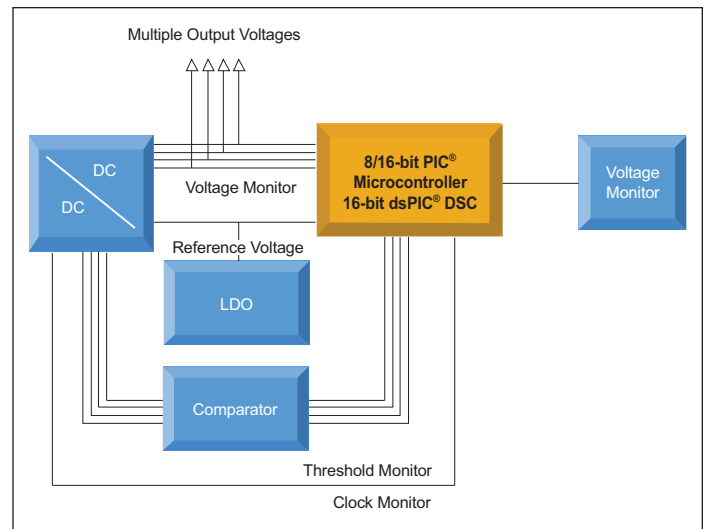 Multiple Output Voltages
DC
DC
8/16-bit PIC®
Microcontroller
16-bit dsPIC® DSC
Voltage
Monitor
Voltage Monitor
Reference Voltage
LDO
Comparator
Threshold Monitor
Clock Monitor